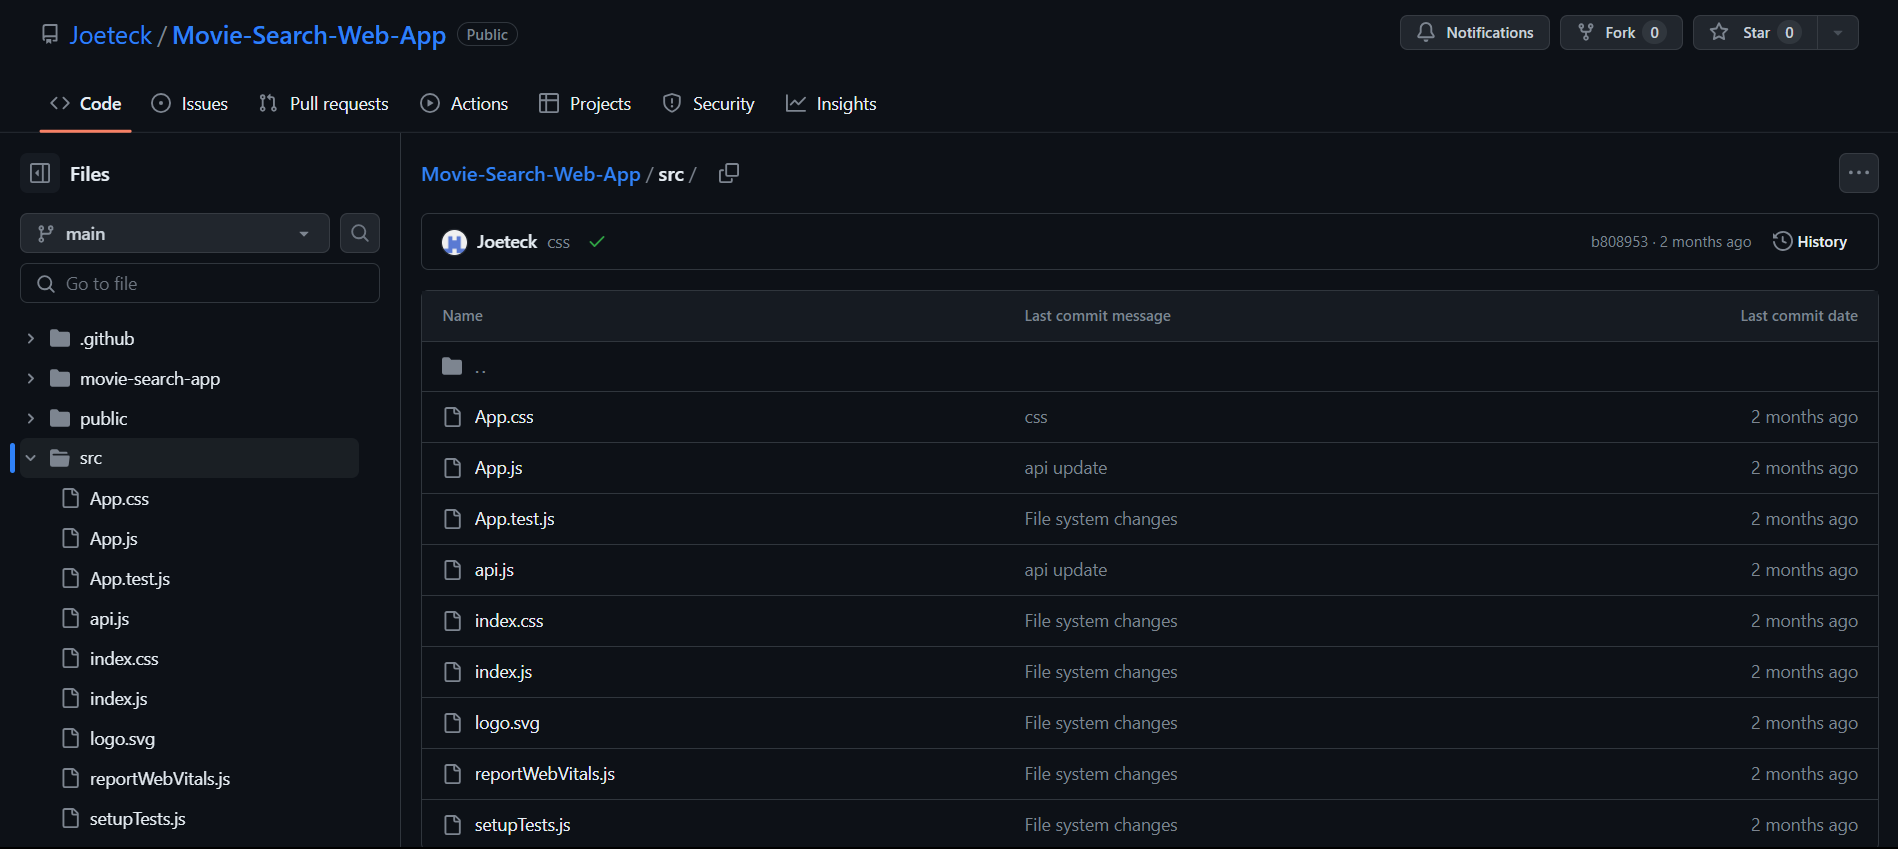 Joeteck / Movie-Search-Web-App Public
Notifications Fork 0 Star 0
Code Issues Pull requests Actions Projects Security Insights
Files
main
Go to file
.github
movie-search-app
public
src
App.css
App.js
App.test.js
api.js
index.css
index.js
logo.svg
reportWebVitals.js
setupTests.js
Movie-Search-Web-App / src /
Joeteck css b808953 · 2 months ago History
Name Last commit message Last commit date
..
App.css css 2 months ago
App.js api update 2 months ago
App.test.js File system changes 2 months ago
api.js api update 2 months ago
index.css File system changes 2 months ago
index.js File system changes 2 months ago
logo.svg File system changes 2 months ago
reportWebVitals.js File system changes 2 months ago
setupTests.js File system changes 2 months ago